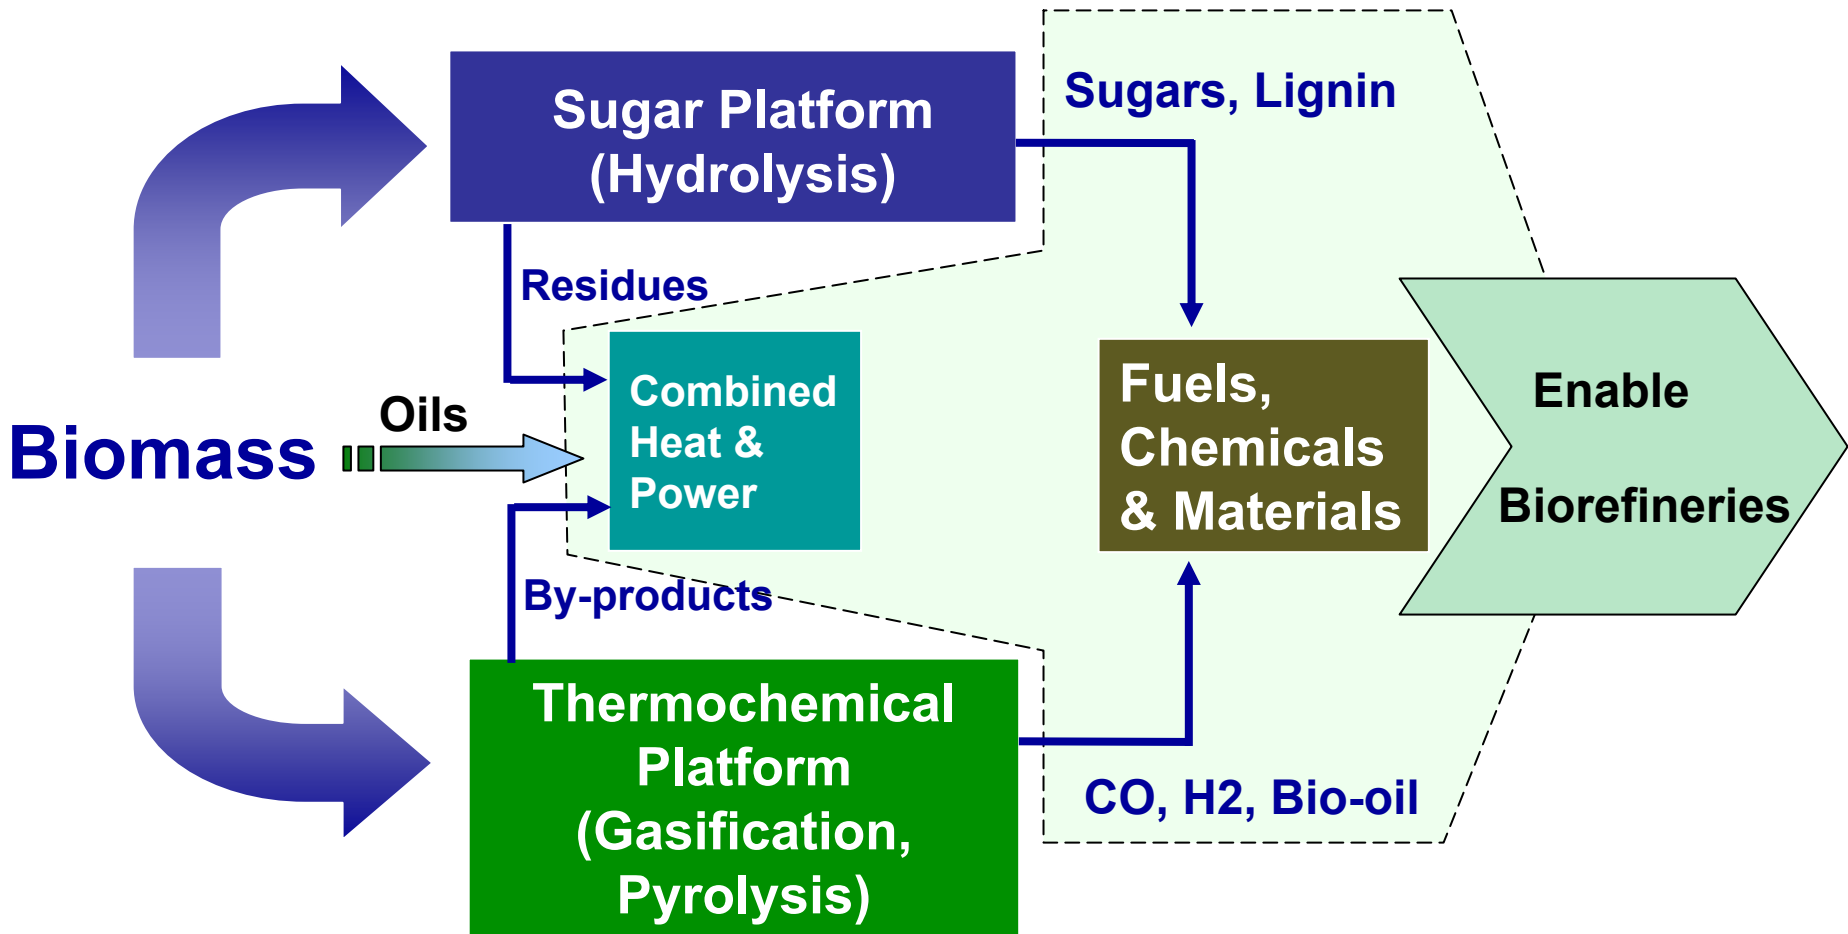 Sugar Platform
(Hydrolysis)
Sugars, Lignin
Residues
Oils
Biomass
Combined
Heat &
Power
Fuels,
Chemicals
& Materials
Enable
Biorefineries
By-products
Thermochemical
Platform
(Gasification,
Pyrolysis)
CO, H2, Bio-oil